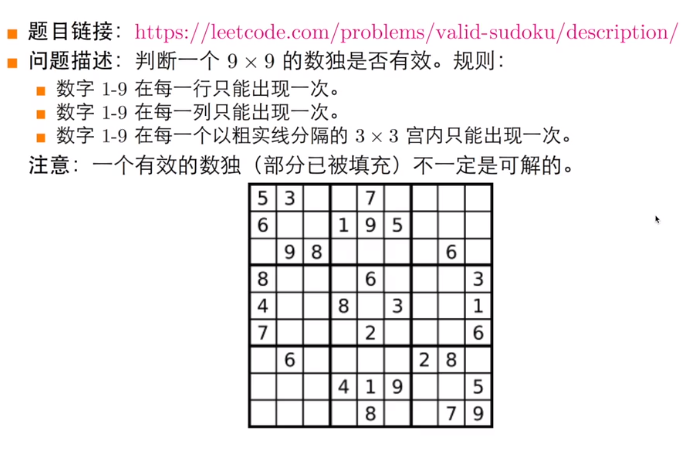 题目链接：https://leetcode.com/problems/valid-sudoku/description/
问题描述：判断一个 9 × 9 的数独是否有效。规则：
数字 1-9 在每一行只能出现一次。
数字 1-9 在每一列只能出现一次。
数字 1-9 在每一个以粗实线分隔的 3 × 3 宫内只能出现一次。
注意：一个有效的数独（部分已被填充）不一定是可解的。
5 3 7
6 1 9 5
9 8 6
8 6 3
4 8 3 1
7 2 6
6 2 8
4 1 9 5
8 7 9